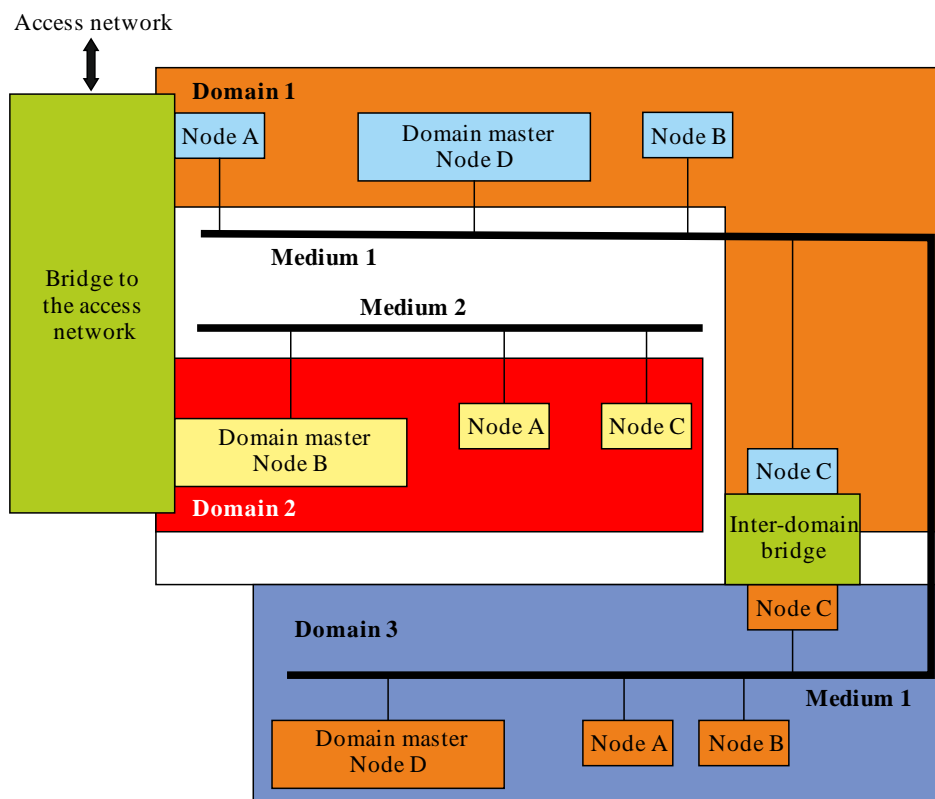 Access network
Domain 1
Node A
Domain master
Node D
Node B
Medium 1
Bridge to
the access
network
Medium 2
Domain master
Node B
Node A
Node C
Domain 2
Node C
Inter-domain
bridge
Node C
Domain 3
Medium 1
Domain master
Node D
Node A
Node B